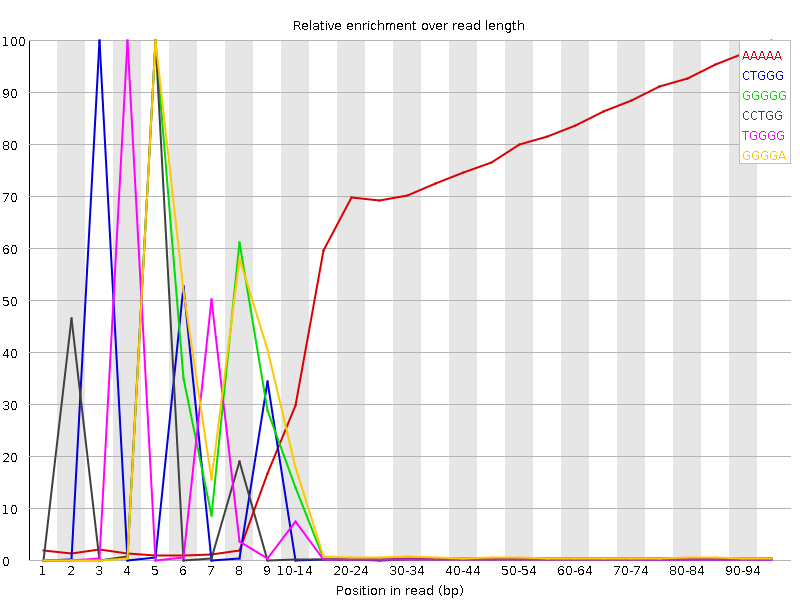 Relative enrichment over read length
100
90
80
70
60
50
40
30
20
10
0
AAAAA
CTGGG
GGGGG
CCTGG
TGGGG
GGGGA
1 2 3 4 5 6 7 8 9 10-14 20-24 30-34 40-44 50-54 60-64 70-74 80-84 90-94
Position in read (bp)